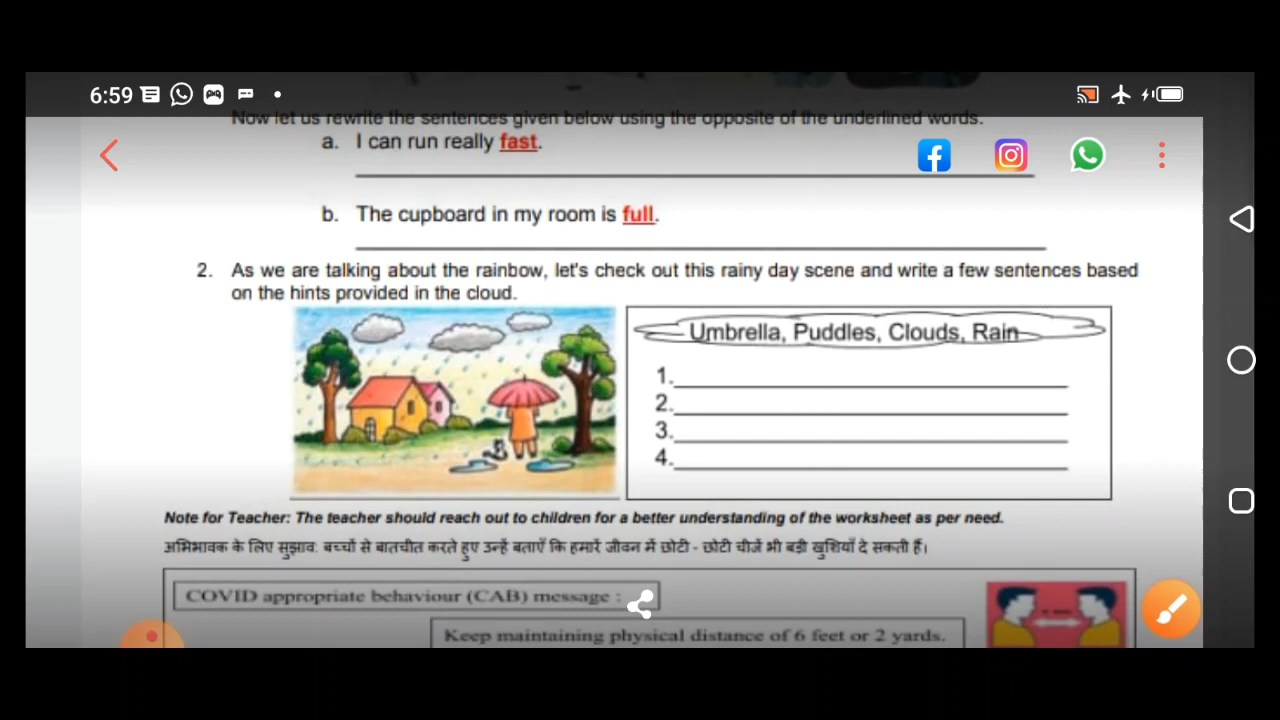 6:59
Now let us rewrite the sentences given below using the opposite of the underlined words.
a. I can run really fast.
b. The cupboard in my room is full.
2. As we are talking about the rainbow, let's check out this rainy day scene and write a few sentences based
on the hints provided in the cloud.
Umbrella, Puddles, Clouds, Rain
1.
2.
3.
4.
Note for Teacher: The teacher should reach out to children for a better understanding of the worksheet as per need.
अभिभावक के लिए सुझाव: बच्चों से बातचीत करते हुए उन्हें बताएँ कि हमारे जीवन में छोटी - छोटी चीजें भी बड़ी खुशियाँ दे सकती हैं।
COVID appropriate behaviour (CAB) message :
Keep maintaining physical distance of 6 feet or 2 yards.